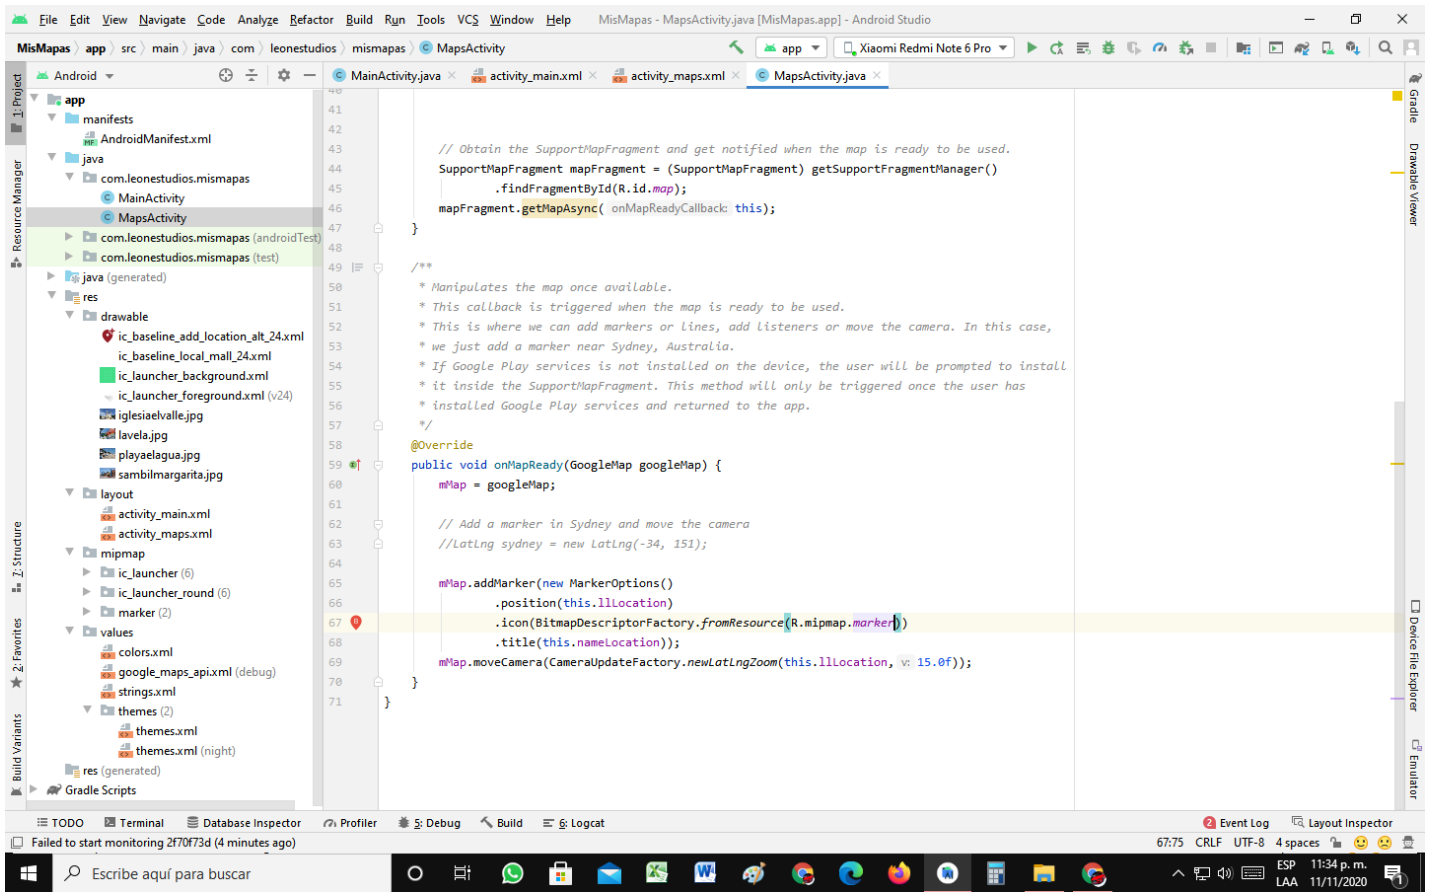 File Edit View Navigate Code Analyze Refactor Build Run Tools VCS Window Help MisMapas - MapsActivity.java [MisMapas.app] - Android Studio
MisMapas app src main java com leonestudios mismapas MapsActivity app Xiaomi Redmi Note 6 Pro
Android MainActivity.java activity_main.xml activity_maps.xml MapsActivity.java
1: Project
Resource Manager
Z: Structure
2: Favorites
Build Variants
app
manifests
AndroidManifest.xml
java
com.leonestudios.mismapas
MainActivity
MapsActivity
com.leonestudios.mismapas (androidTest)
com.leonestudios.mismapas (test)
java (generated)
res
drawable
ic_baseline_add_location_alt_24.xml
ic_baseline_local_mall_24.xml
ic_launcher_background.xml
ic_launcher_foreground.xml (v24)
iglesiaelvalle.jpg
lavela.jpg
playaelagua.jpg
sambilmargarita.jpg
layout
activity_main.xml
activity_maps.xml
mipmap
ic_launcher (6)
ic_launcher_round (6)
marker (2)
values
colors.xml
google_maps_api.xml (debug)
strings.xml
themes (2)
themes.xml
themes.xml (night)
res (generated)
Gradle Scripts
40
41
42
43 // Obtain the SupportMapFragment and get notified when the map is ready to be used.
44 SupportMapFragment mapFragment = (SupportMapFragment) getSupportFragmentManager()
45 .findFragmentById(R.id.map);
46 mapFragment.getMapAsync( onMapReadyCallback: this);
47 }
48
49 /**
50 * Manipulates the map once available.
51 * This callback is triggered when the map is ready to be used.
52 * This is where we can add markers or lines, add listeners or move the camera. In this case,
53 * we just add a marker near Sydney, Australia.
54 * If Google Play services is not installed on the device, the user will be prompted to install
55 * it inside the SupportMapFragment. This method will only be triggered once the user has
56 * installed Google Play services and returned to the app.
57 */
58 @Override
59 public void onMapReady(GoogleMap googleMap) {
60 mMap = googleMap;
61
62 // Add a marker in Sydney and move the camera
63 //LatLng sydney = new LatLng(-34, 151);
64
65 mMap.addMarker(new MarkerOptions()
66 .position(this.llLocation)
67 .icon(BitmapDescriptorFactory.fromResource(R.mipmap.marker))
68 .title(this.nameLocation));
69 mMap.moveCamera(CameraUpdateFactory.newLatLngZoom(this.llLocation, v: 15.0f));
70 }
71 }
Gradle
Drawable Viewer
Device File Explorer
Emulator
TODO Terminal Database Inspector Profiler 5: Debug Build 6: Logcat 2 Event Log Layout Inspector
Failed to start monitoring 2f70f73d (4 minutes ago) 67:75 CRLF UTF-8 4 spaces
Escribe aquí para buscar ESP 11:34 p. m.
LAA 11/11/2020 1